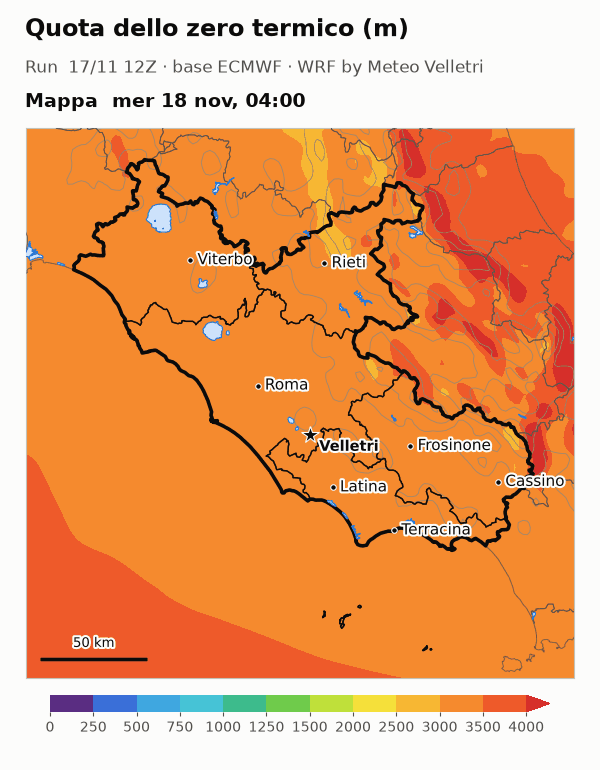 Quota dello zero termico (m)
Run  17/11 12Z · base ECMWF · WRF by Meteo Velletri
Mappa  mer 18 nov, 04:00
Viterbo
Rieti
Roma
Velletri
Frosinone
Latina
Cassino
Terracina
50 km
0 250 500 750 1000 1250 1500 2000 2500 3000 3500 4000